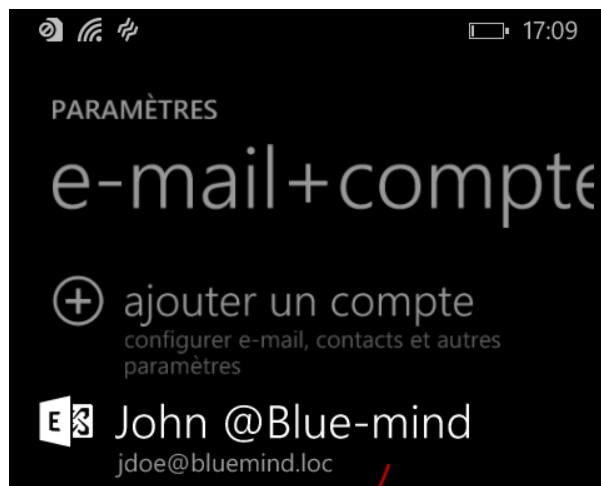 17:09
PARAMÈTRES
e-mail+compte
ajouter un compte
configurer e-mail, contacts et autres
paramètres
E John @Blue-mind
jdoe@bluemind.loc